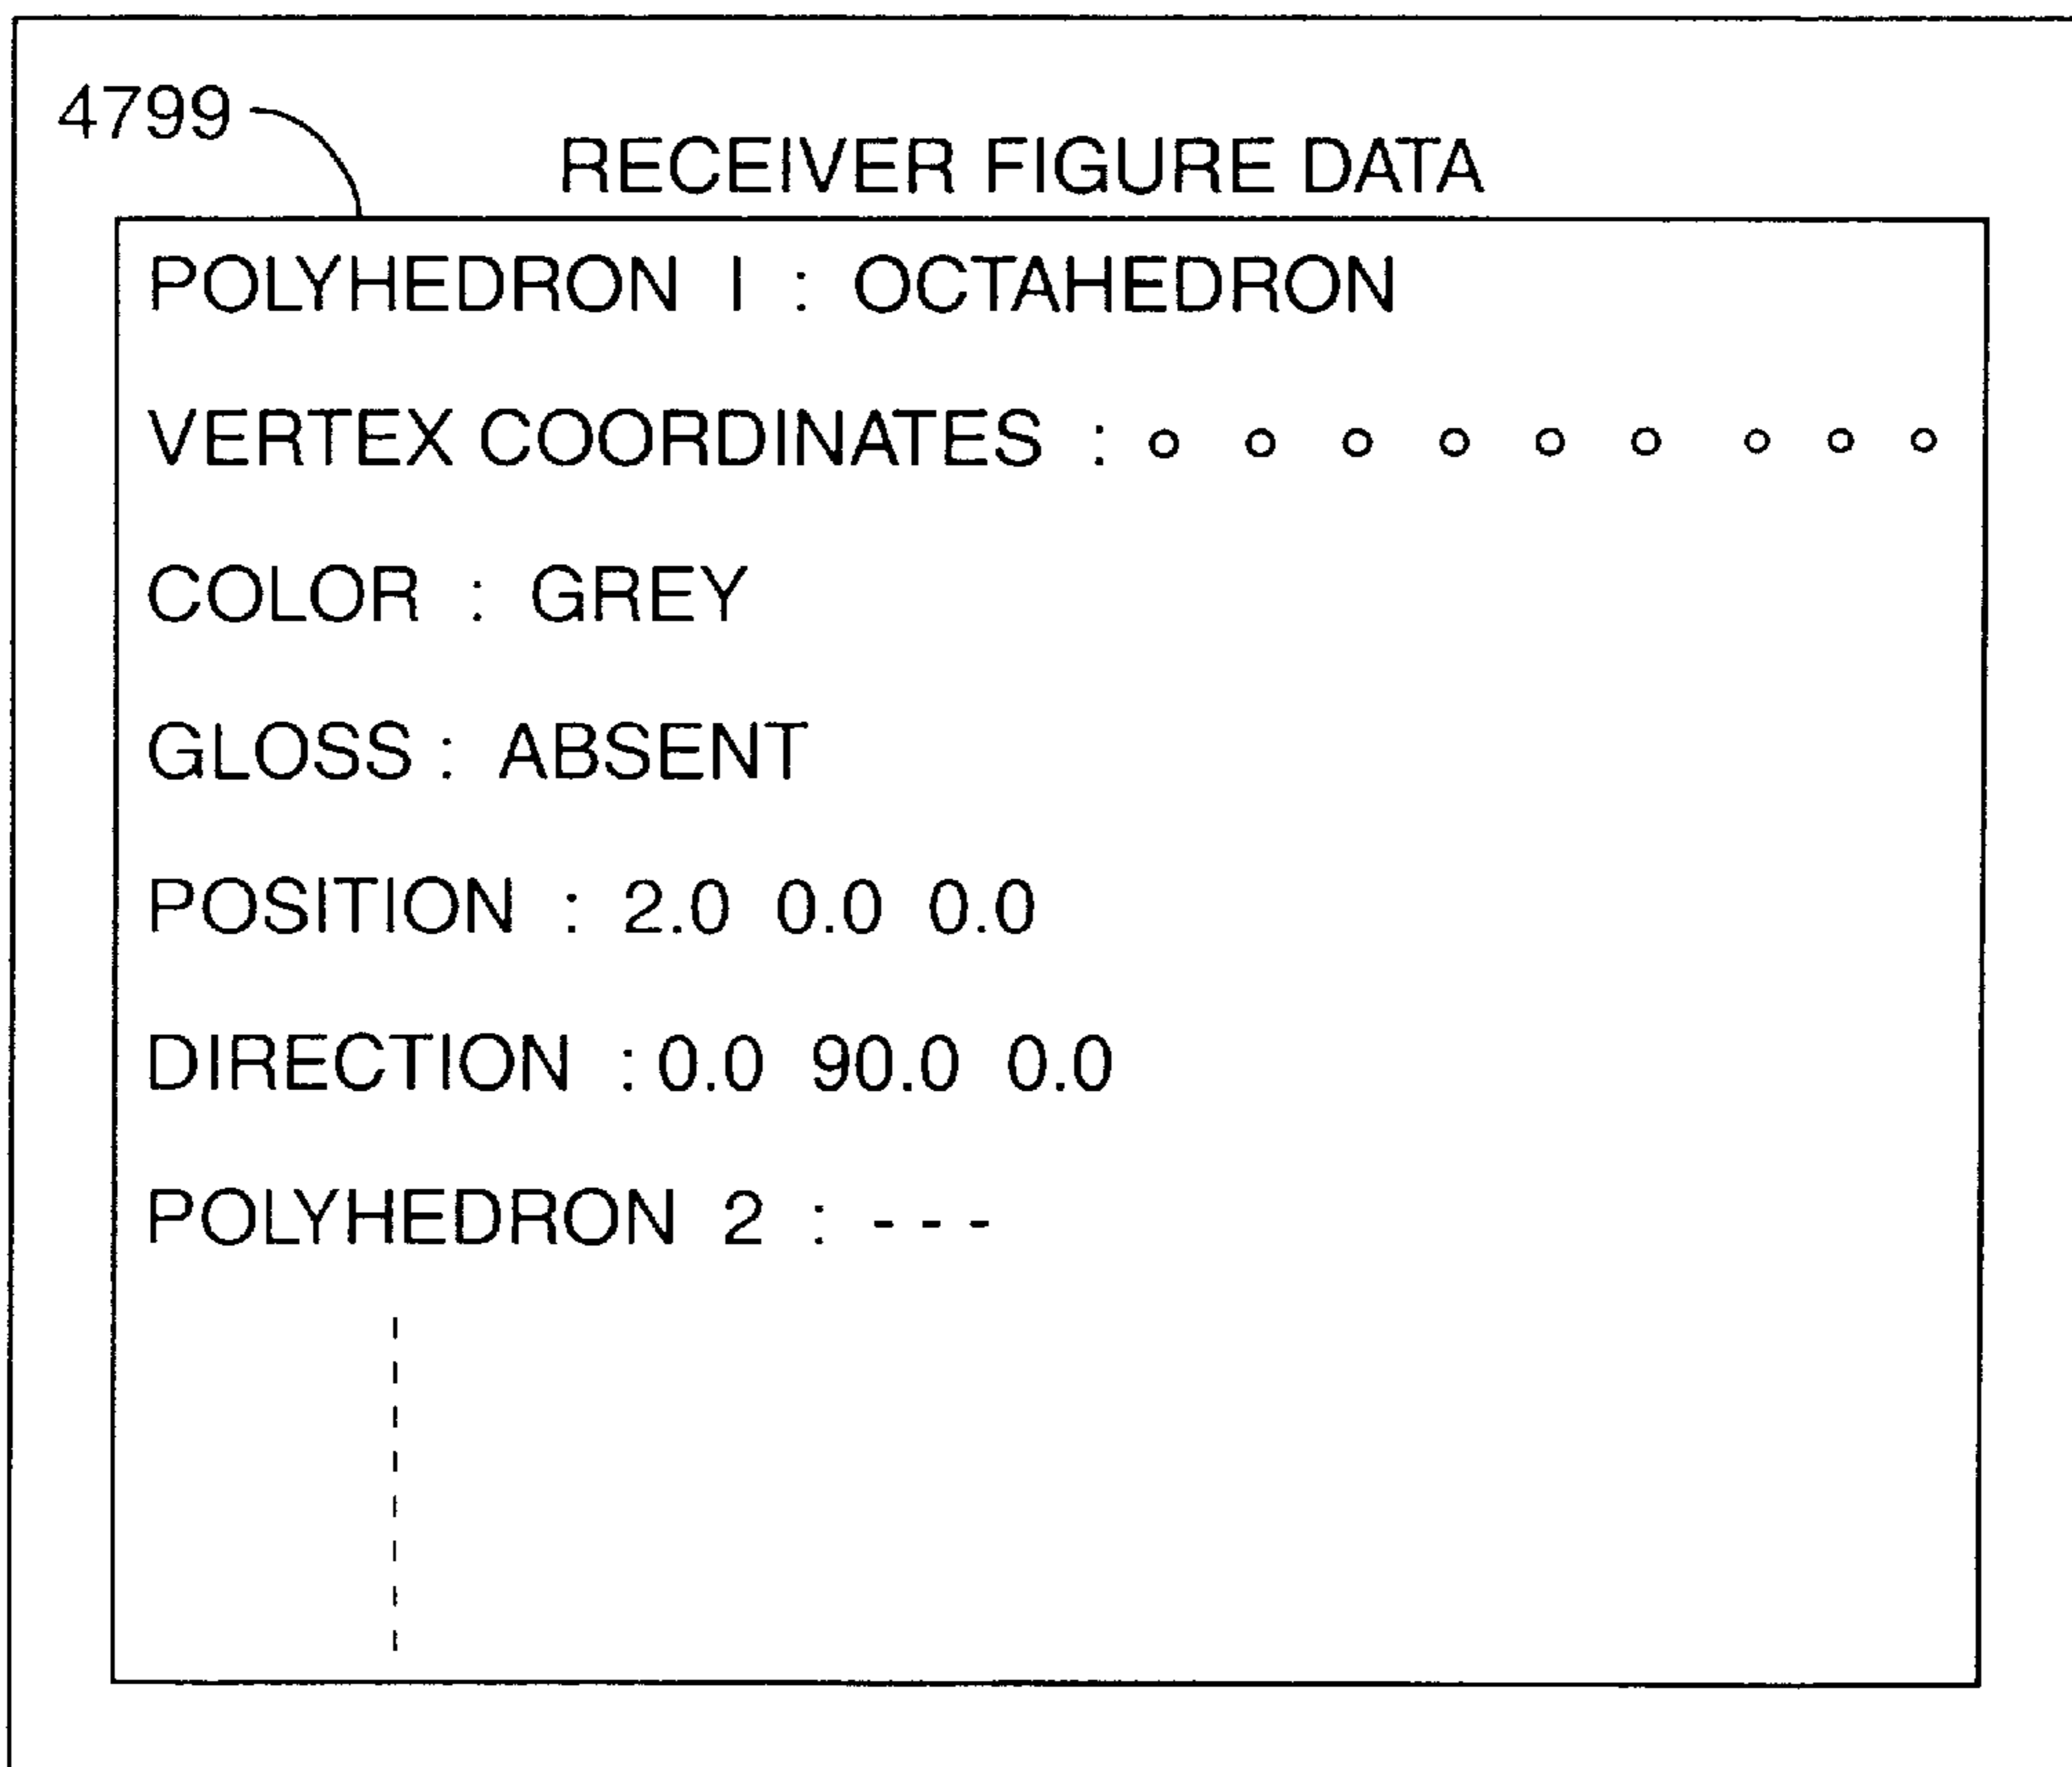 4799
RECEIVER FIGURE DATA
POLYHEDRON I : OCTAHEDRON
VERTEX COORDINATES : o o o o o o o o o
COLOR : GREY
GLOSS : ABSENT
POSITION : 2.0 0.0 0.0
DIRECTION : 0.0 90.0 0.0
POLYHEDRON 2 : - - -